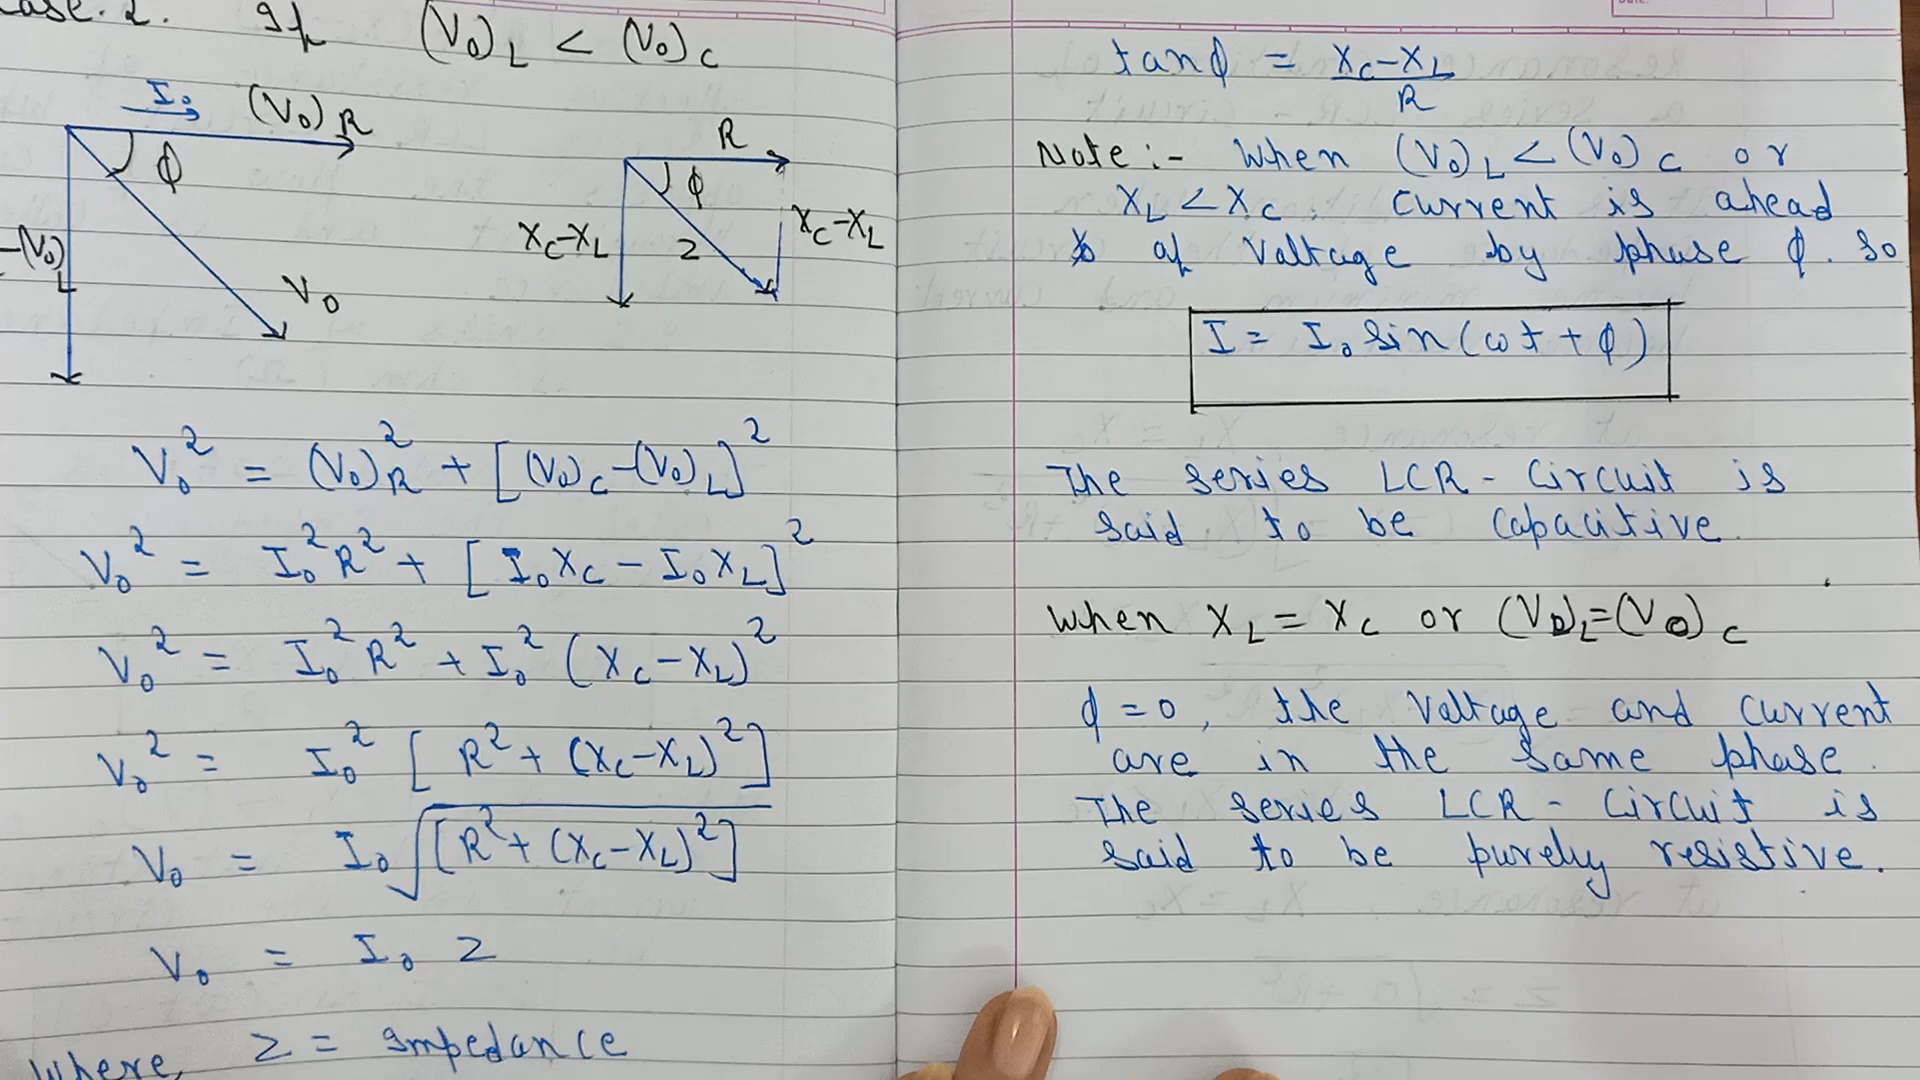 ase.2. If (V₀)L < (V₀)C
I₀ (V₀)R
ϕ
-(V₀)L
V₀
R
ϕ
XC-XL
Z
XC-XL
V₀² = (V₀)R² + [(V₀)C-(V₀)L]²
V₀² = I₀²R² + [I₀XC - I₀XL]²
V₀² = I₀²R² + I₀² (XC-XL)²
V₀² = I₀² [R² + (XC-XL)²]
V₀ = I₀ √[R² + (XC-XL)²]
V₀ = I₀ Z
Where, Z = Impedance
tanϕ = XC-XL / R
Note:- When (V₀)L < (V₀)C or
XL < XC, current is ahead
of voltage by phase ϕ. So
I = I₀ Sin(ωt + ϕ)
The series LCR - Circuit is
said to be capacitive.
When XL = XC or (V₀)L=(V₀)C
ϕ = 0, the voltage and current
are in the same phase.
The series LCR - Circuit is
said to be purely resistive.